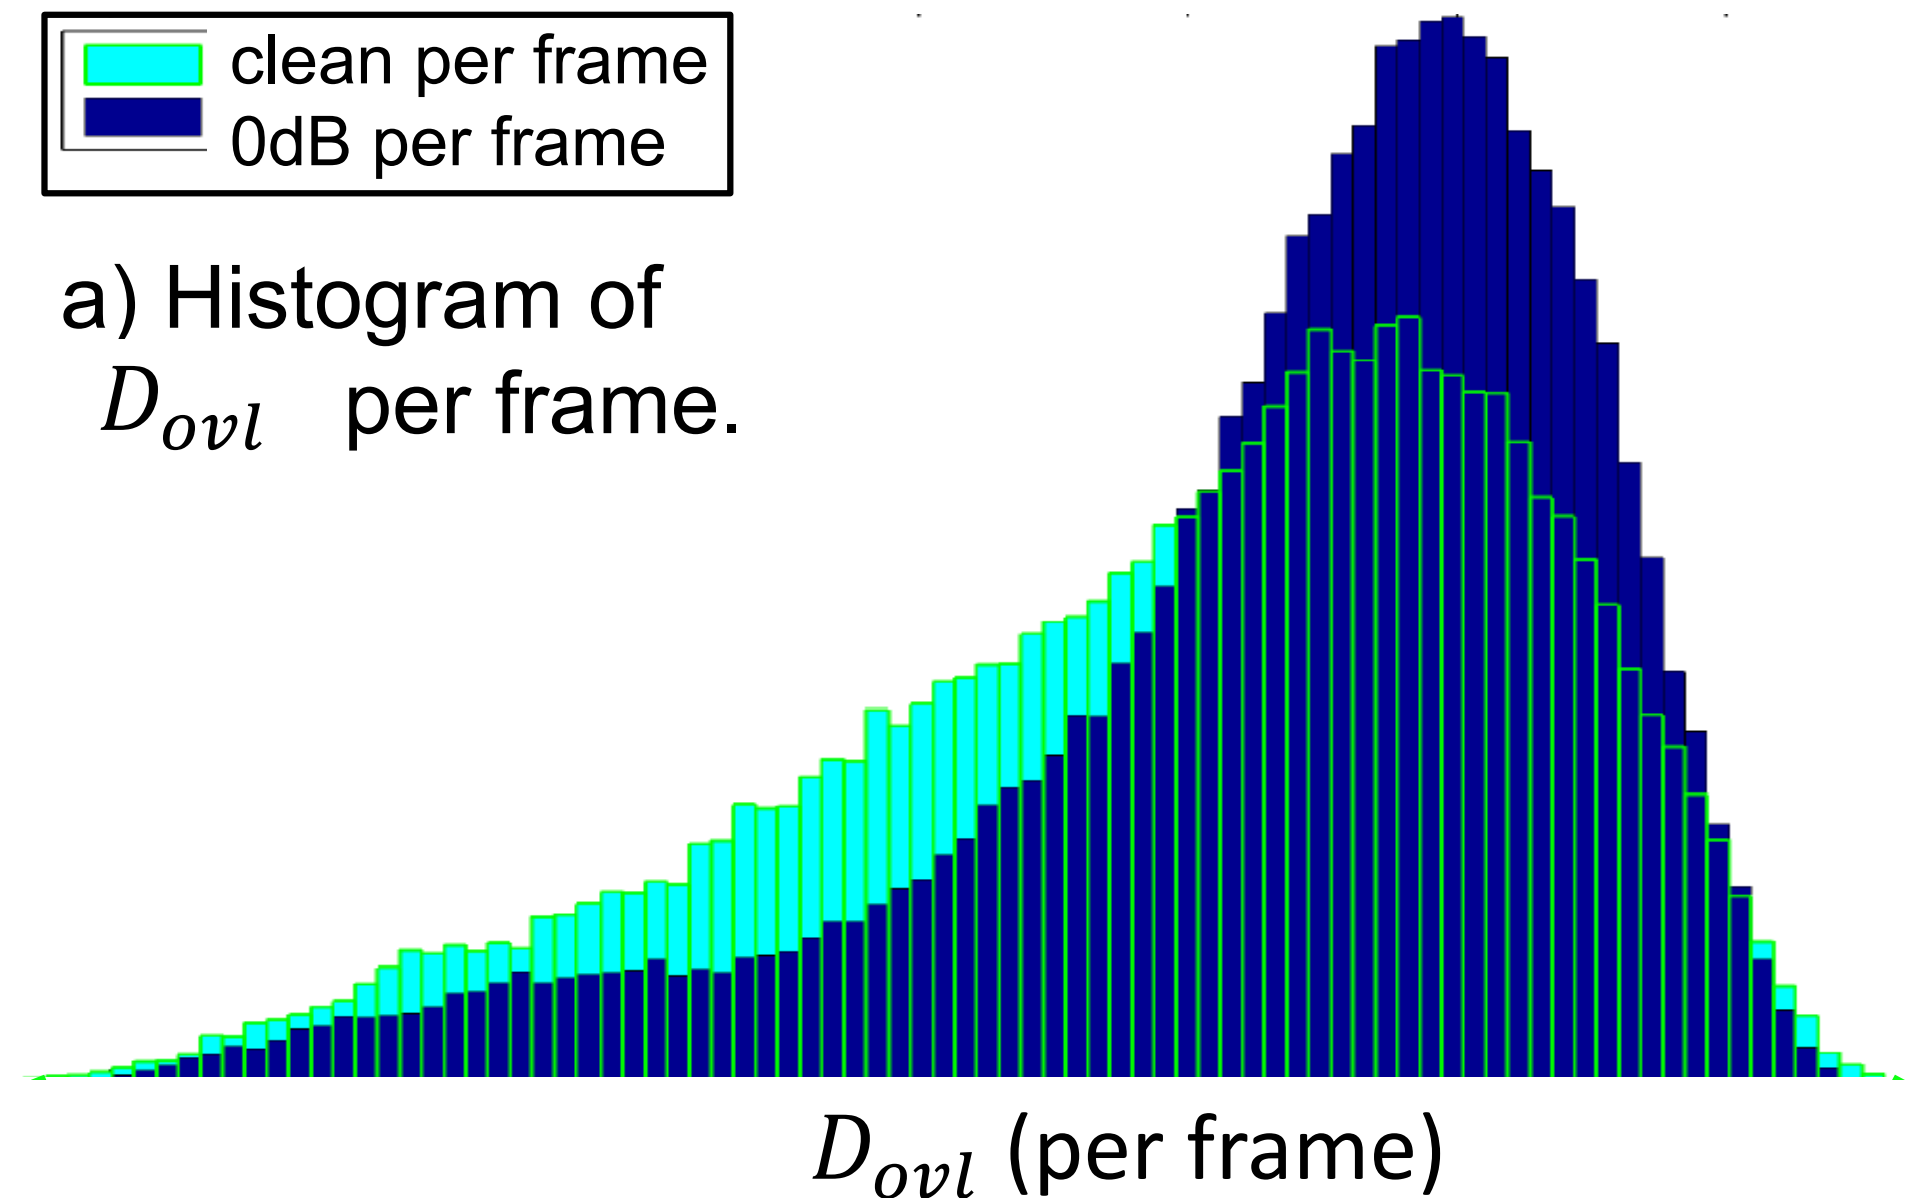 clean per frame
0dB per frame
a) Histogram of
D_ovl per frame.
D_ovl (per frame)